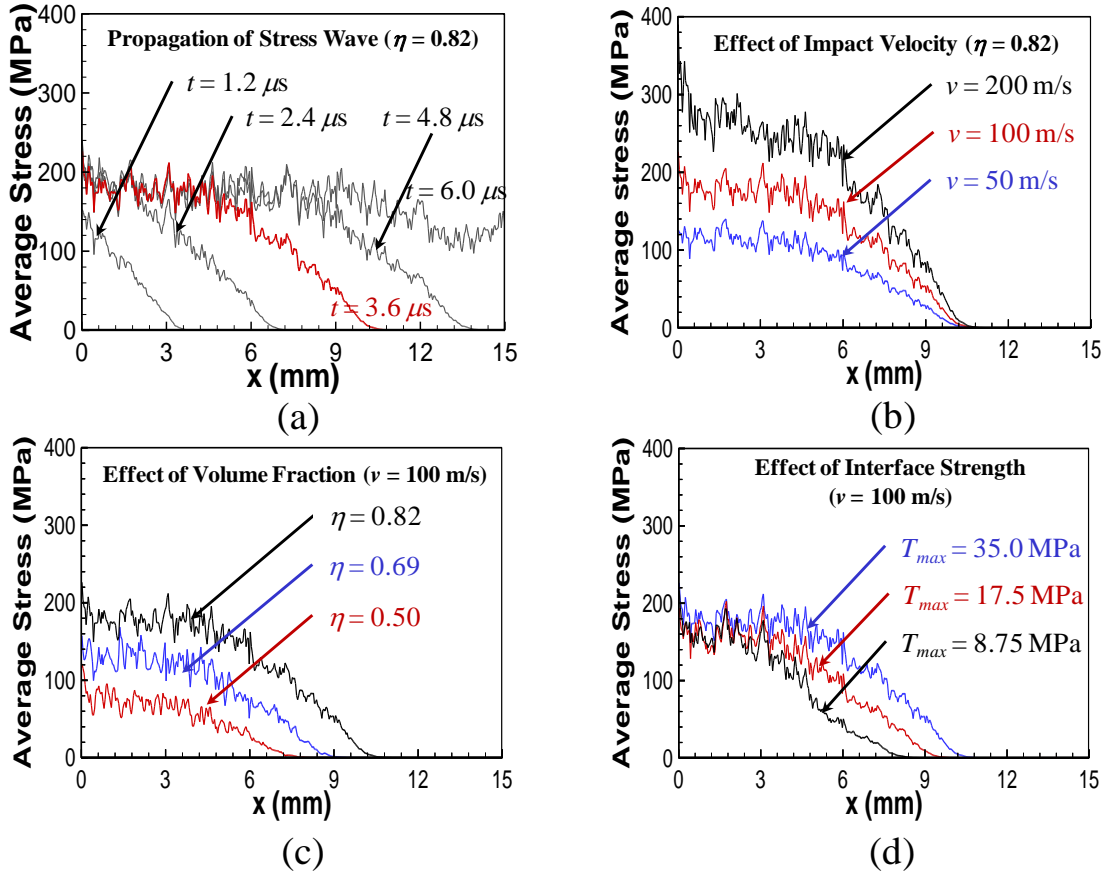 Propagation of Stress Wave (η = 0.82)
t = 1.2 μs
t = 2.4 μs
t = 4.8 μs
t = 6.0 μs
t = 3.6 μs
Average Stress (MPa)
400
300
200
100
0
0 3 6 9 12 15
x (mm)
(a)
Effect of Impact Velocity (η = 0.82)
v = 200 m/s
v = 100 m/s
v = 50 m/s
Average stress (MPa)
400
300
200
100
0
0 3 6 9 12 15
x (mm)
(b)
Effect of Volume Fraction (v = 100 m/s)
η = 0.82
η = 0.69
η = 0.50
Average Stress (MPa)
400
300
200
100
0
0 3 6 9 12 15
x (mm)
(c)
Effect of Interface Strength
(v = 100 m/s)
Tmax = 35.0 MPa
Tmax = 17.5 MPa
Tmax = 8.75 MPa
Average Stress (MPa)
400
300
200
100
0
0 3 6 9 12 15
x (mm)
(d)